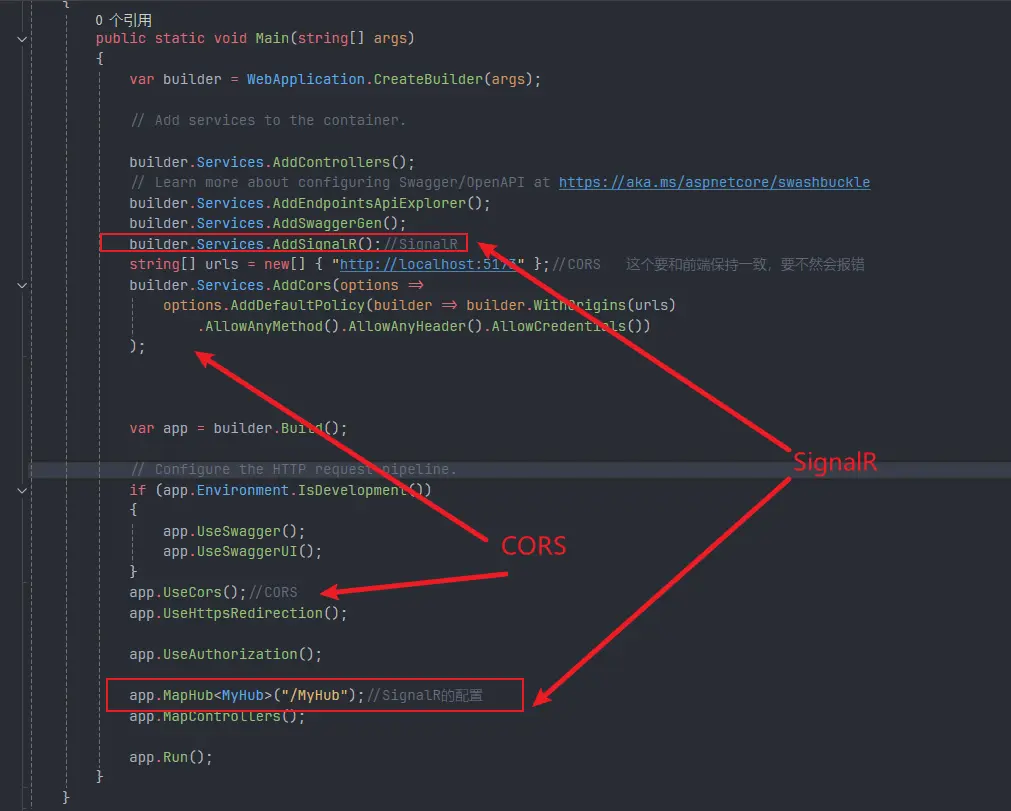 {
0 个引用
public static void Main(string[] args)
{
var builder = WebApplication.CreateBuilder(args);
// Add services to the container.
builder.Services.AddControllers();
// Learn more about configuring Swagger/OpenAPI at https://aka.ms/aspnetcore/swashbuckle
builder.Services.AddEndpointsApiExplorer();
builder.Services.AddSwaggerGen();
builder.Services.AddSignalR();//SignalR
string[] urls = new[] { "http://localhost:5173" };//CORS 这个要和前端保持一致，要不然会报错
builder.Services.AddCors(options =>
options.AddDefaultPolicy(builder => builder.WithOrigins(urls)
.AllowAnyMethod().AllowAnyHeader().AllowCredentials())
);
var app = builder.Build();
SignalR
// Configure the HTTP request pipeline.
if (app.Environment.IsDevelopment())
{
app.UseSwagger();
CORS
app.UseSwaggerUI();
}
app.UseCors();//CORS
app.UseHttpsRedirection();
app.UseAuthorization();
app.MapHub<MyHub>("/MyHub");//SignalR的配置
app.MapControllers();
app.Run();
}
}